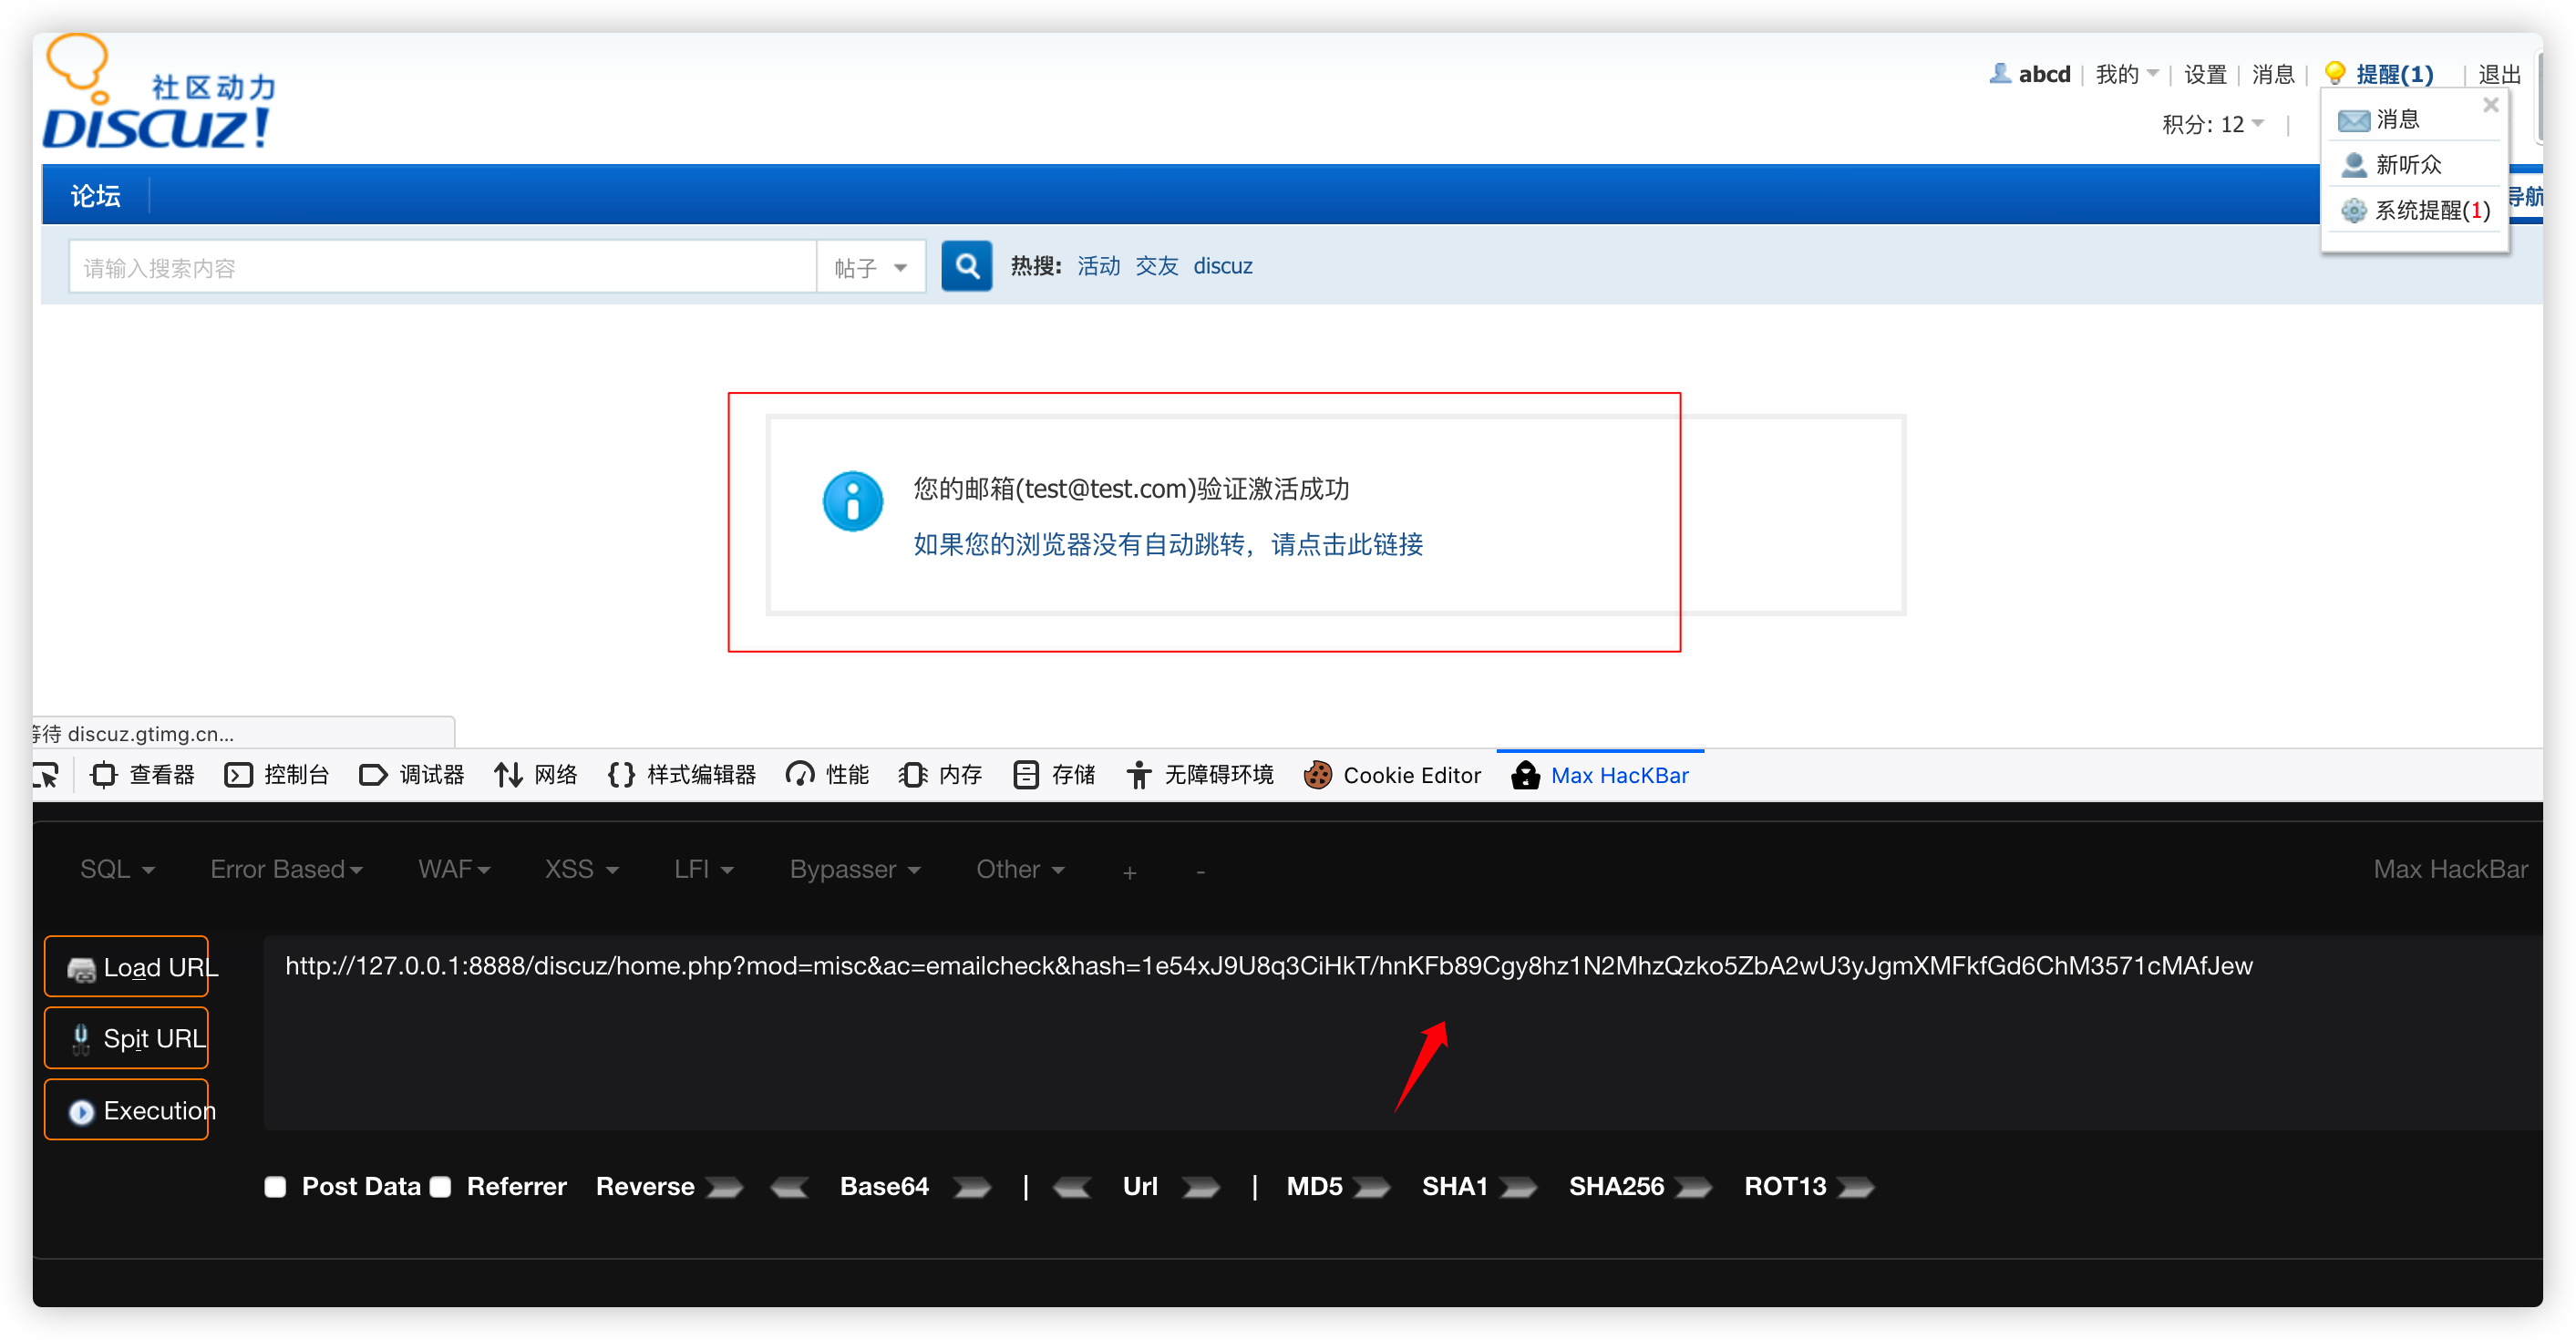 社区动力
DISCUZ!
abcd | 我的 | 设置 | 消息 | 提醒(1) | 退出
积分: 12 |
消息
新听众
系统提醒(1)
论坛
导航
请输入搜索内容
帖子
热搜: 活动 交友 discuz
您的邮箱(test@test.com)验证激活成功
如果您的浏览器没有自动跳转，请点击此链接
等待 discuz.gtimg.cn...
查看器 控制台 调试器 网络 样式编辑器 性能 内存 存储 无障碍环境 Cookie Editor Max HacKBar
SQL Error Based WAF XSS LFI Bypasser Other + - Max HackBar
Load URL
http://127.0.0.1:8888/discuz/home.php?mod=misc&ac=emailcheck&hash=1e54xJ9U8q3CiHkT/hnKFb89Cgy8hz1N2MhzQzko5ZbA2wU3yJgmXMFkfGd6ChM3571cMAfJew
Spit URL
Execution
Post Data Referrer Reverse Base64 | Url | MD5 SHA1 SHA256 ROT13